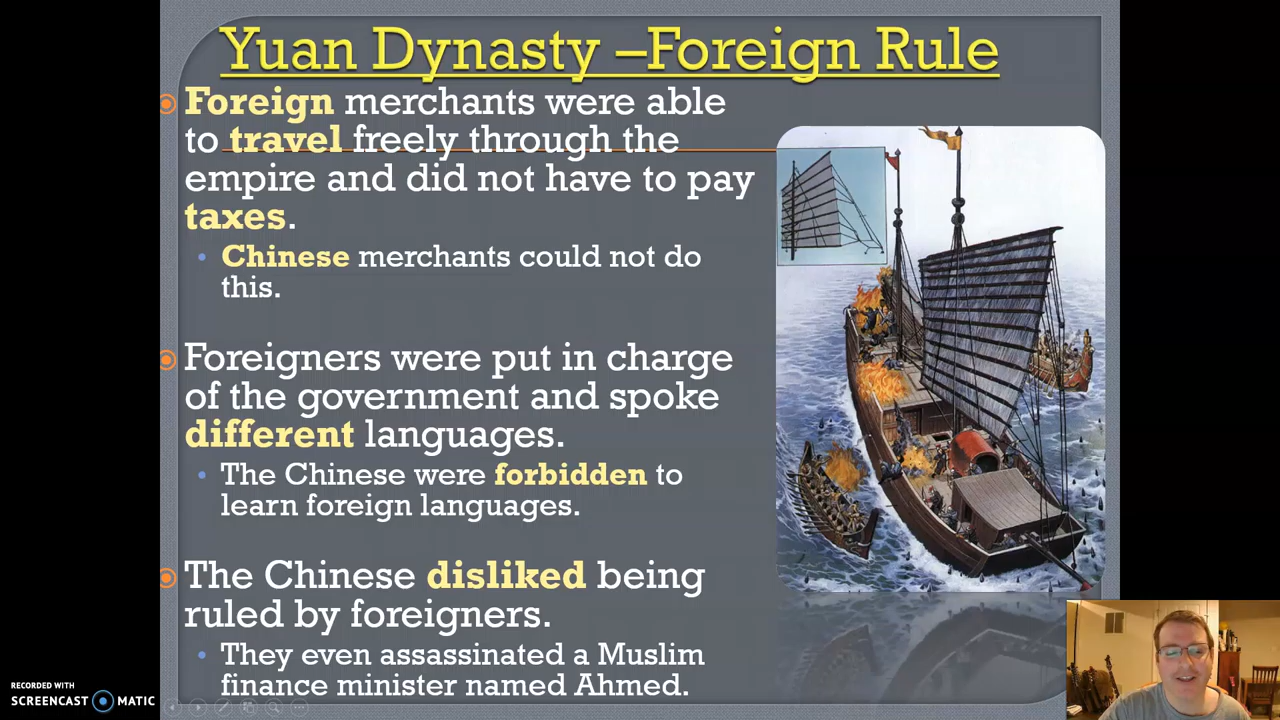 Yuan Dynasty –Foreign Rule
Foreign merchants were able
to travel freely through the
empire and did not have to pay
taxes.
Chinese merchants could not do
this.
Foreigners were put in charge
of the government and spoke
different languages.
The Chinese were forbidden to
learn foreign languages.
The Chinese disliked being
ruled by foreigners.
They even assassinated a Muslim
finance minister named Ahmed.
RECORDED WITH
SCREENCAST MATIC